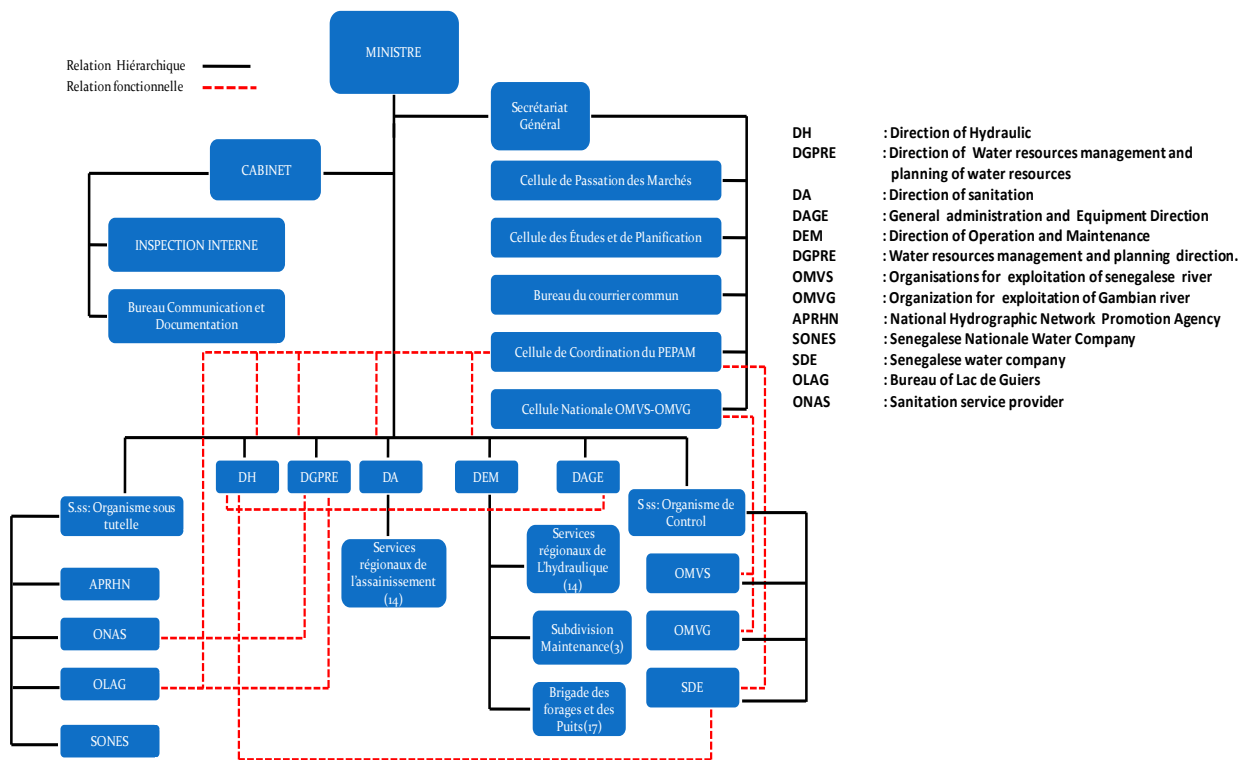 MINISTRE
Relation Hiérarchique
Relation fonctionnelle
Secrétariat
Général
CABINET
Cellule de Passation des Marchés
INSPECTION INTERNE
Cellule des Études et de Planification
Bureau Communication et
Documentation
Bureau du courrier commun
Cellule de Coordination du PEPAM
Cellule Nationale OMVS-OMVG
DH : Direction of Hydraulic
DGPRE : Direction of Water resources management and
planning of water resources
DA : Direction of sanitation
DAGE : General administration and Equipment Direction
DEM : Direction of Operation and Maintenance
DGPRE : Water resources management and planning direction.
OMVS : Organisations for exploitation of senegalese river
OMVG : Organization for exploitation of Gambian river
APRHN : National Hydrographic Network Promotion Agency
SONES : Senegalese Nationale Water Company
SDE : Senegalese water company
OLAG : Bureau of Lac de Guiers
ONAS : Sanitation service provider
DH
DGPRE
DA
DEM
DAGE
S.ss: Organisme sous
tutelle
S ss: Organisme de
Control
APRHN
ONAS
OLAG
SONES
Services
régionaux de
l'assainissement
(14)
Services
régionaux de
L'hydraulique
(14)
Subdivision
Maintenance(3)
Brigade des
forages et des
Puits(17)
OMVS
OMVG
SDE